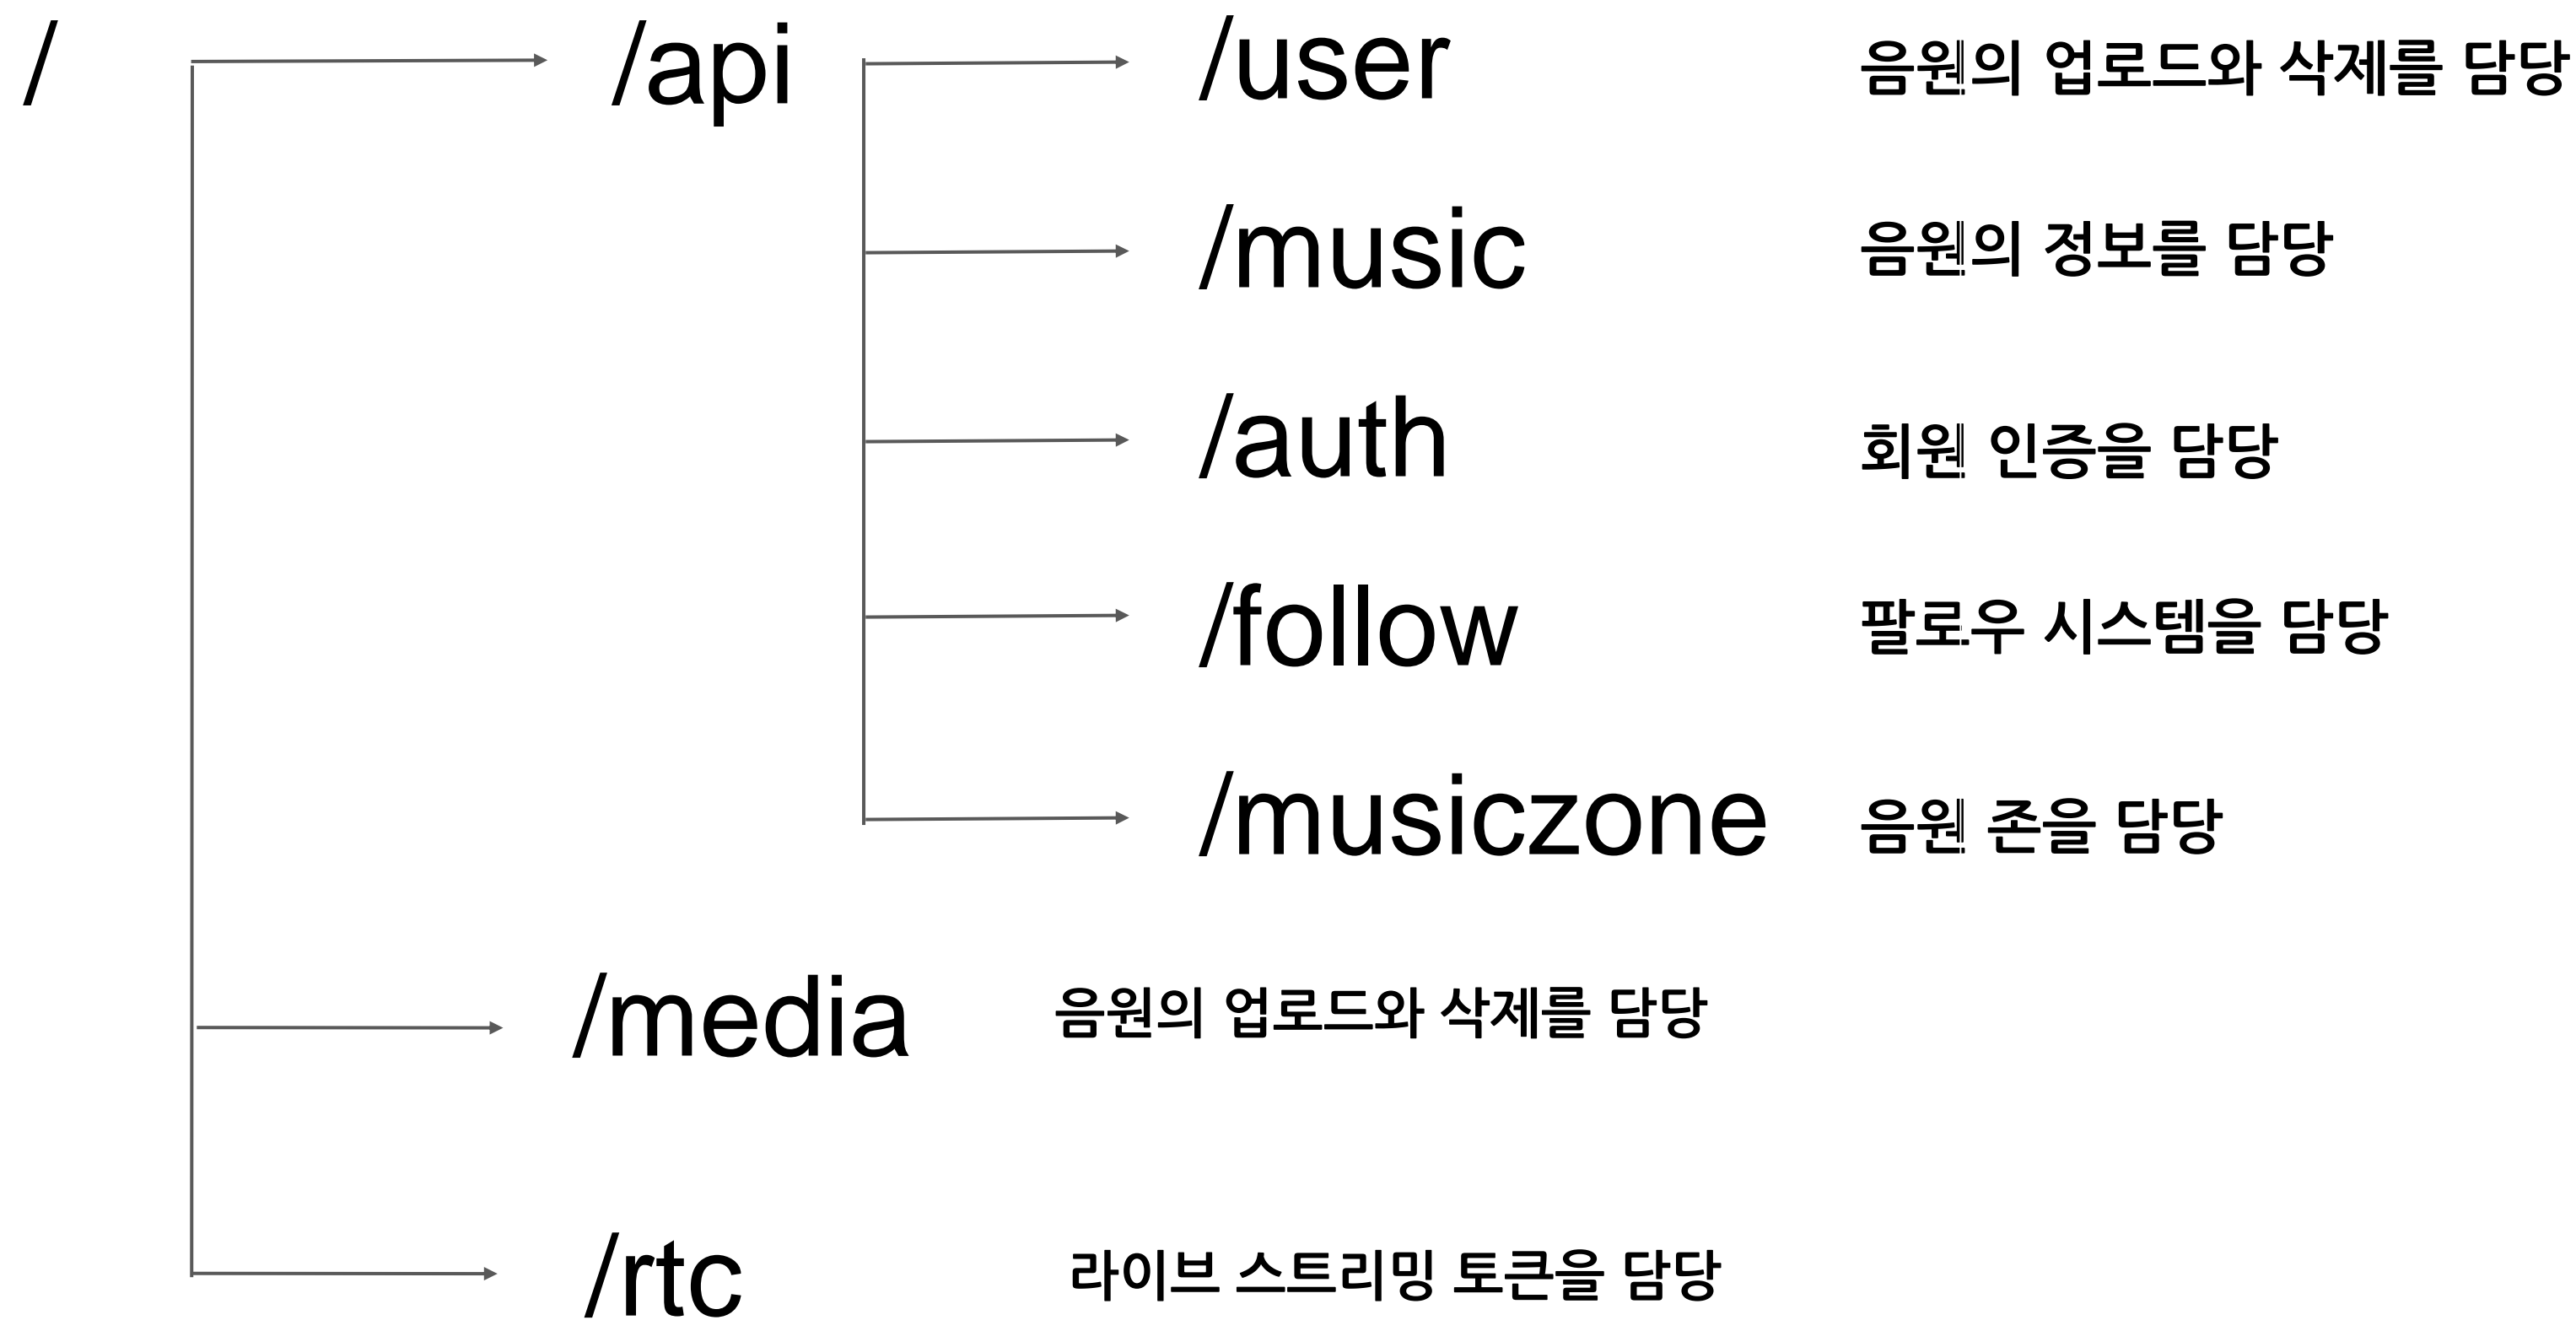 / /api /user 음원의 업로드와 삭제를 담당
/music 음원의 정보를 담당
/auth 회원 인증을 담당
/follow 팔로우 시스템을 담당
/musiczone 음원 존을 담당
/media 음원의 업로드와 삭제를 담당
/rtc 라이브 스트리밍 토큰을 담당